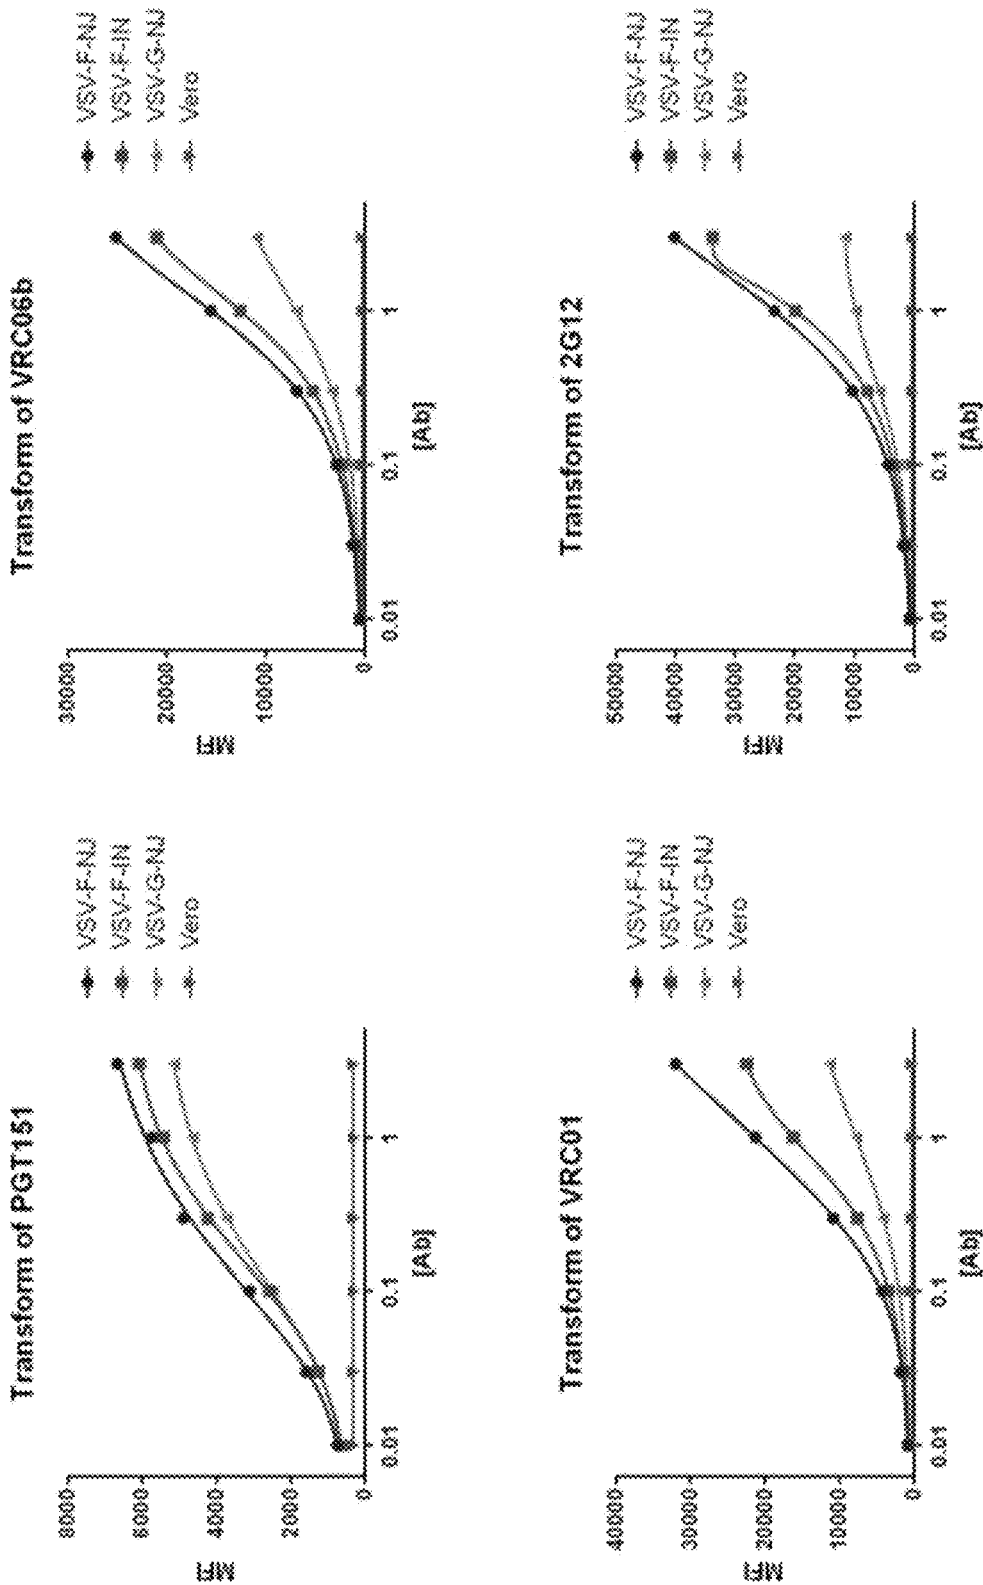 Transform of PGT151
MFI
8000
6000
4000
2000
0
0.01
0.1
1
[Ab]
VSV-F-NJ
VSV-F-IN
VSV-G-NJ
Vero
Transform of VRC06b
MFI
30000
20000
10000
0
0.01
0.1
1
[Ab]
VSV-F-NJ
VSV-F-IN
VSV-G-NJ
Vero
Transform of VRC01
MFI
40000
30000
20000
10000
0
0.01
0.1
1
[Ab]
VSV-F-NJ
VSV-F-IN
VSV-G-NJ
Vero
Transform of 2G12
MFI
50000
40000
30000
20000
10000
0
0.01
0.1
1
[Ab]
VSV-F-NJ
VSV-F-IN
VSV-G-NJ
Vero